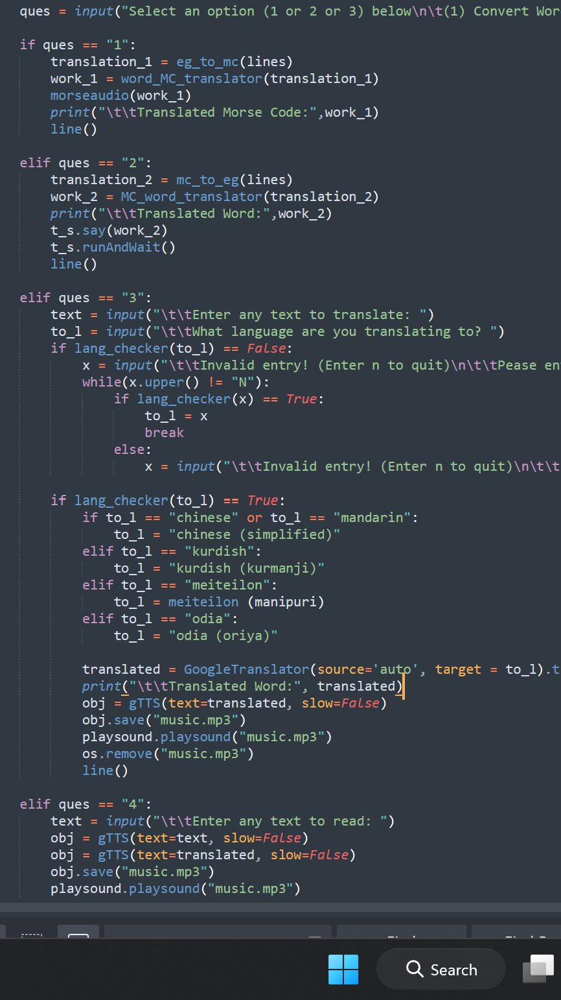 ques = input("Select an option (1 or 2 or 3) below\n\t(1) Convert Wor
if ques == "1":
translation_1 = eg_to_mc(lines)
work_1 = word_MC_translator(translation_1)
morseaudio(work_1)
print("\t\tTranslated Morse Code:",work_1)
line()
elif ques == "2":
translation_2 = mc_to_eg(lines)
work_2 = MC_word_translator(translation_2)
print("\t\tTranslated Word:",work_2)
t_s.say(work_2)
t_s.runAndWait()
line()
elif ques == "3":
text = input("\t\tEnter any text to translate: ")
to_l = input("\t\tWhat language are you translating to? ")
if lang_checker(to_l) == False:
x = input("\t\tInvalid entry! (Enter n to quit)\n\t\tPease en
while(x.upper() != "N"):
if lang_checker(x) == True:
to_l = x
break
else:
x = input("\t\tInvalid entry! (Enter n to quit)\n\t\t
if lang_checker(to_l) == True:
if to_l == "chinese" or to_l == "mandarin":
to_l = "chinese (simplified)"
elif to_l == "kurdish":
to_l = "kurdish (kurmanji)"
elif to_l == "meiteilon":
to_l = meiteilon (manipuri)
elif to_l == "odia":
to_l = "odia (oriya)"
translated = GoogleTranslator(source='auto', target = to_l).t
print("\t\tTranslated Word:", translated)
obj = gTTS(text=translated, slow=False)
obj.save("music.mp3")
playsound.playsound("music.mp3")
os.remove("music.mp3")
line()
elif ques == "4":
text = input("\t\tEnter any text to read: ")
obj = gTTS(text=text, slow=False)
obj = gTTS(text=translated, slow=False)
obj.save("music.mp3")
playsound.playsound("music.mp3")
Search